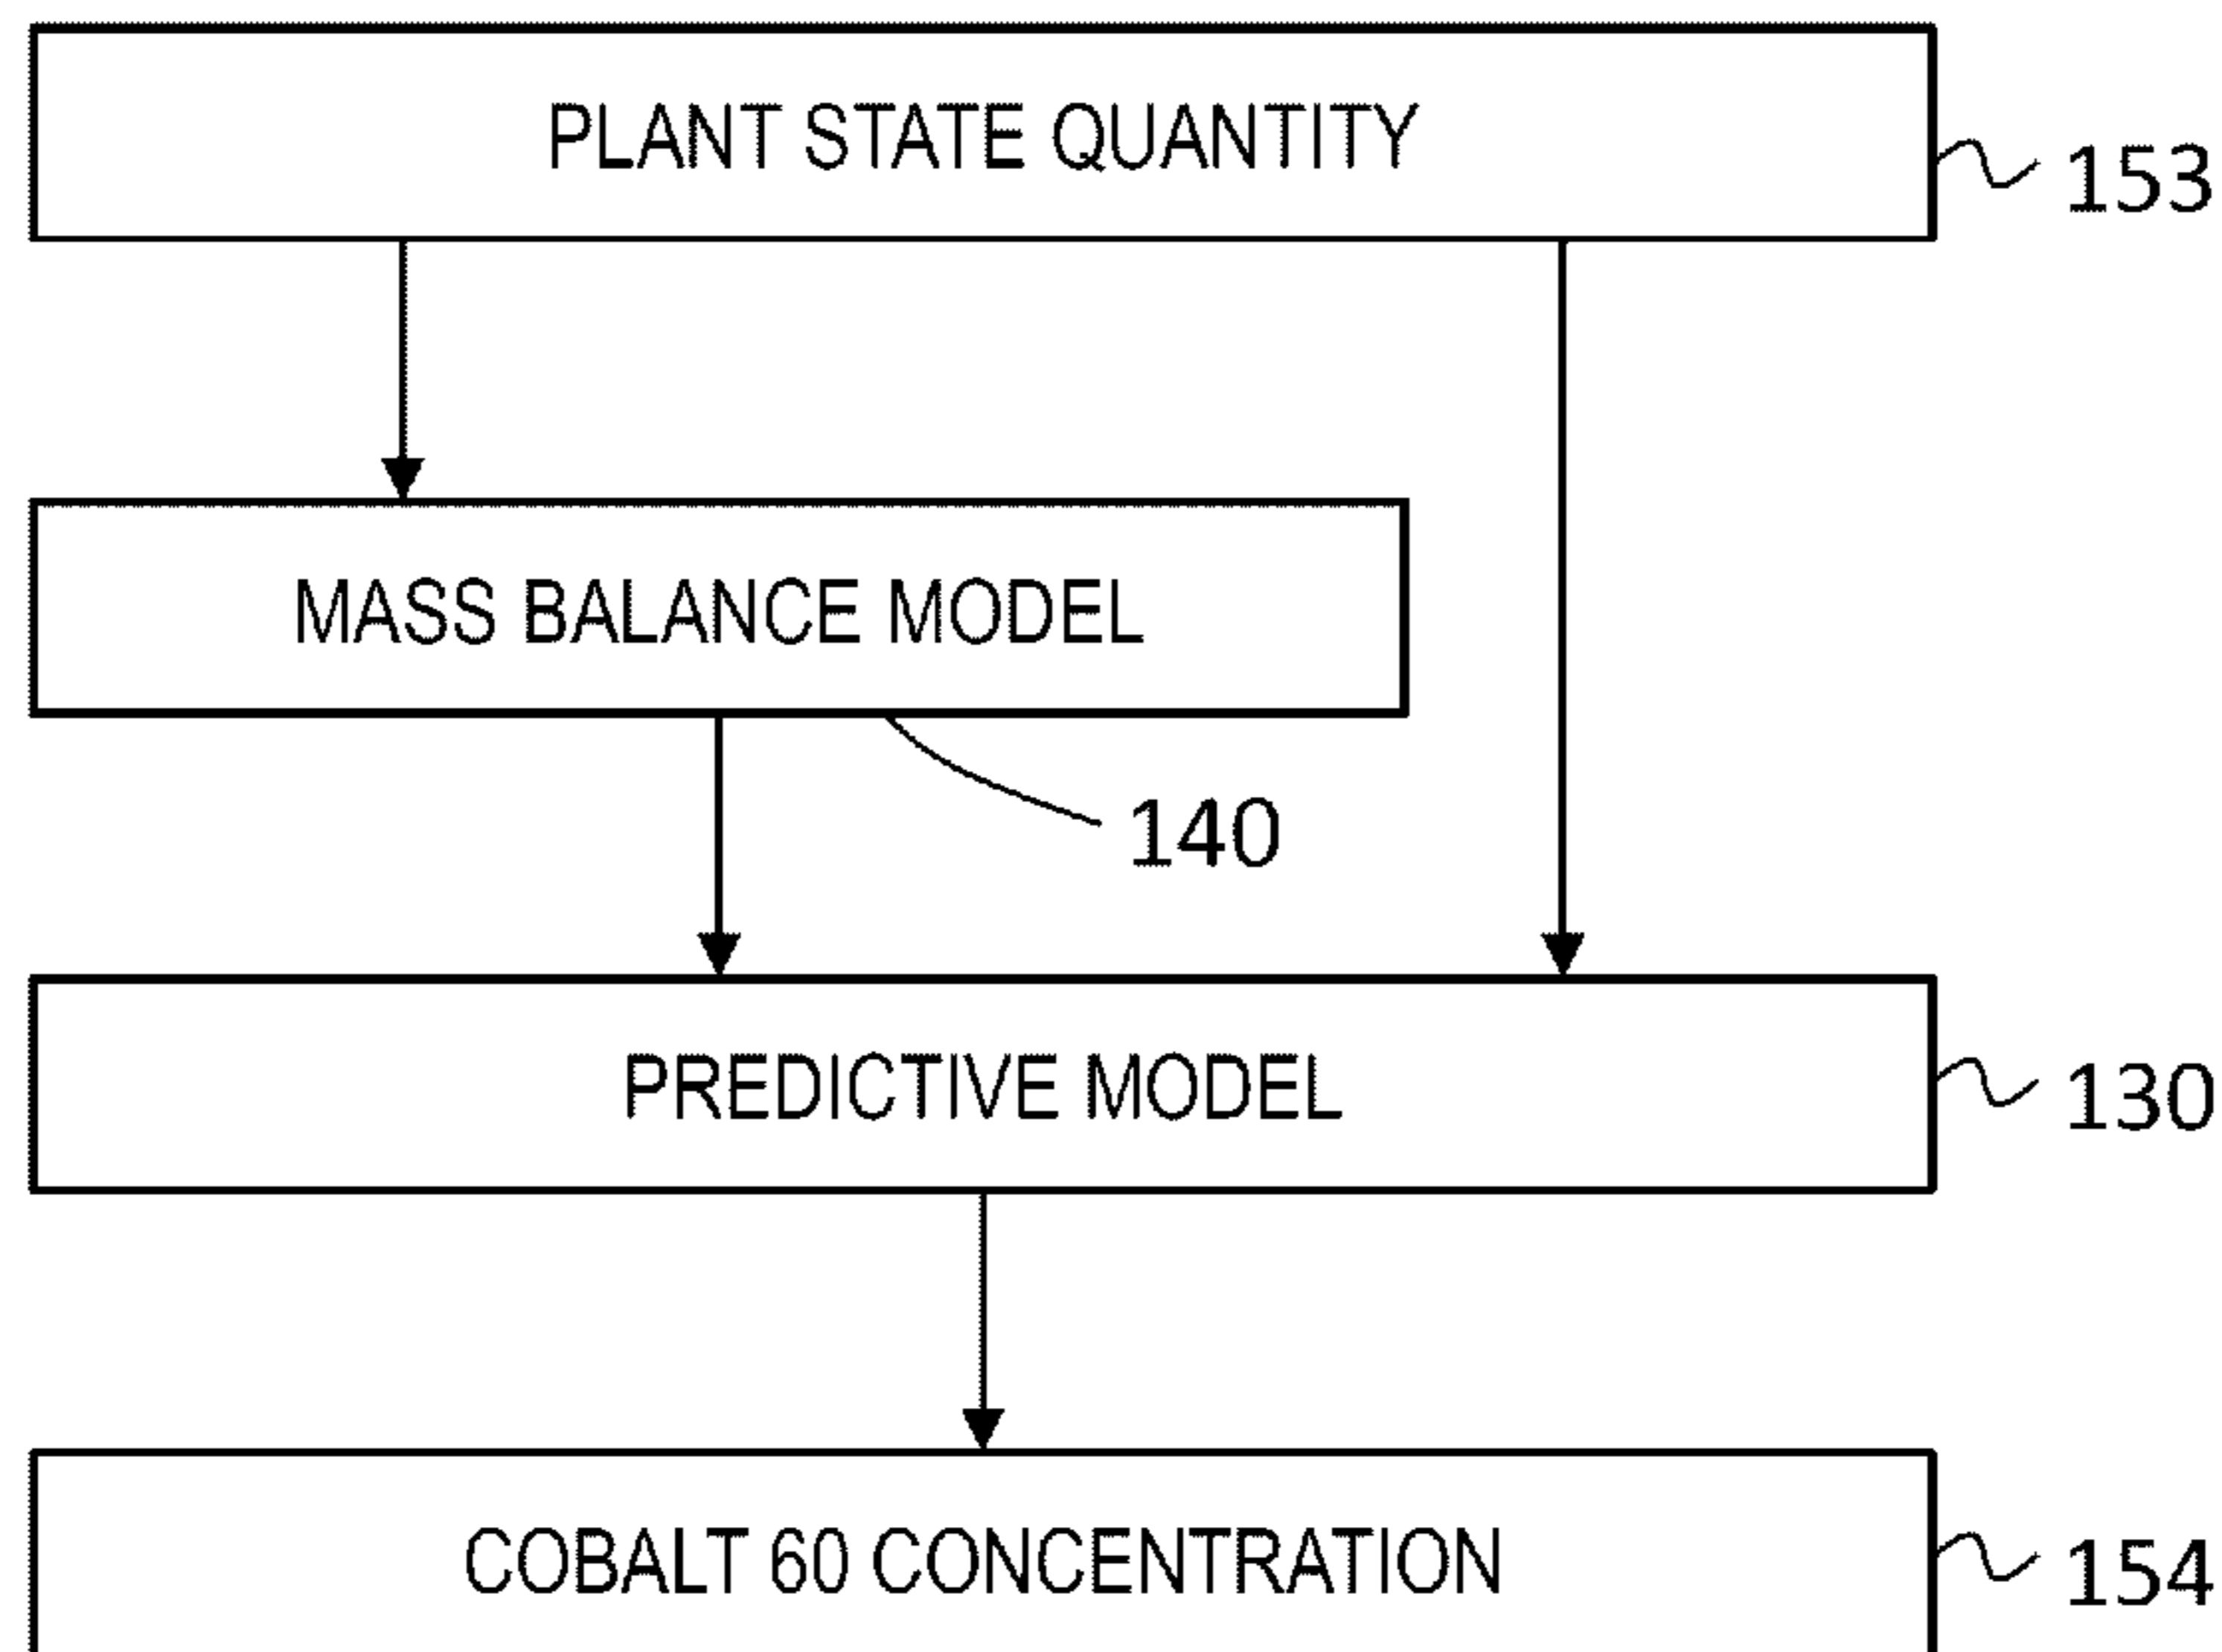 PLANT STATE QUANTITY
153
MASS BALANCE MODEL
140
PREDICTIVE MODEL
130
COBALT 60 CONCENTRATION
154